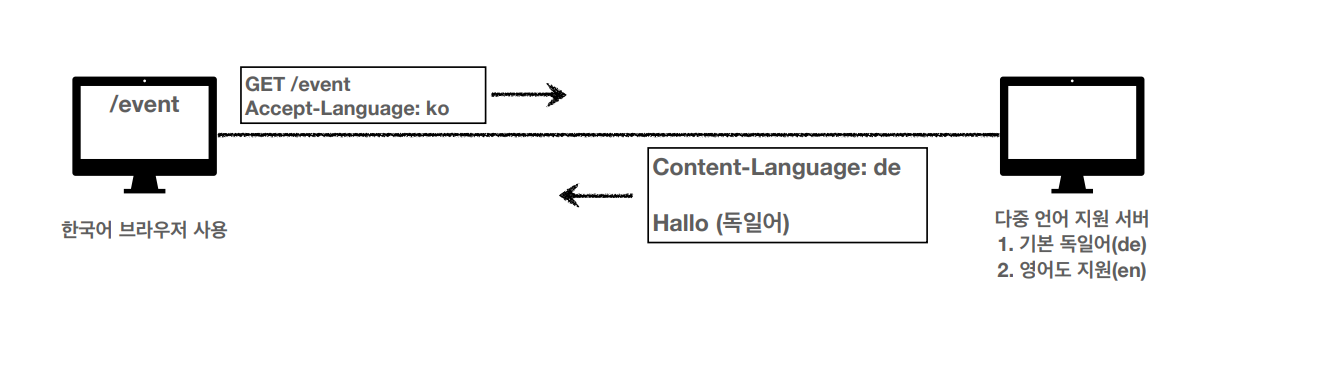 /event
GET /event
Accept-Language: ko
Content-Language: de
Hallo (독일어)
한국어 브라우저 사용
다중 언어 지원 서버
1. 기본 독일어(de)
2. 영어도 지원(en)